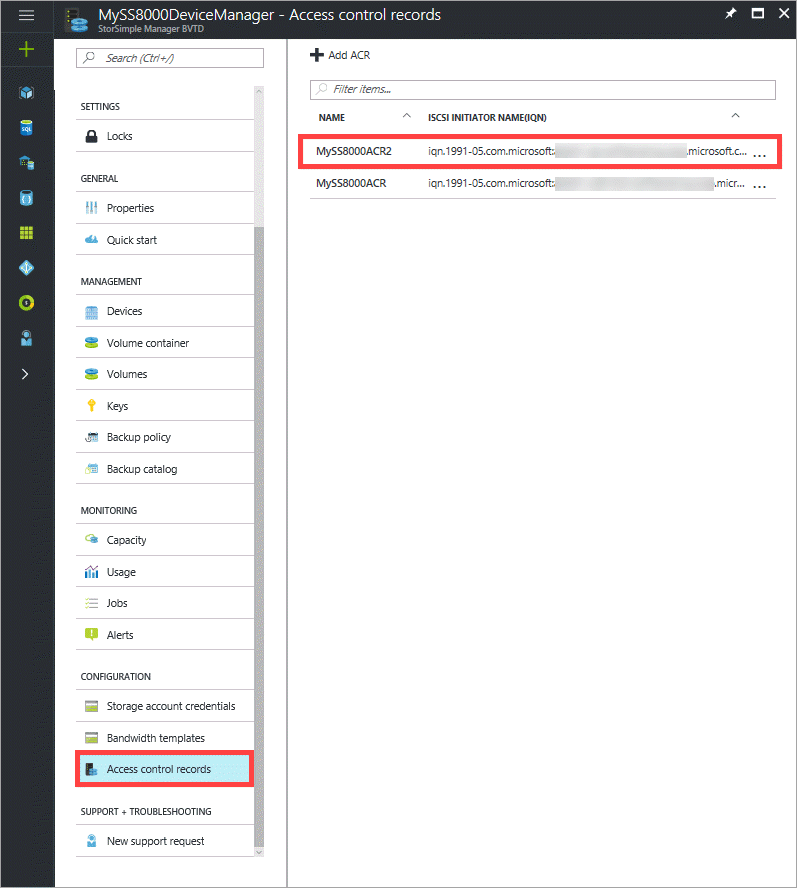 MySS8000DeviceManager - Access control records
StorSimple Manager BVTD
Search (Ctrl+/)
SETTINGS
Locks
GENERAL
Properties
Quick start
MANAGEMENT
Devices
Volume container
Volumes
Keys
Backup policy
Backup catalog
MONITORING
Capacity
Usage
Jobs
Alerts
CONFIGURATION
Storage account credentials
Bandwidth templates
Access control records
SUPPORT + TROUBLESHOOTING
New support request
Add ACR
Filter items...
NAME ISCSI INITIATOR NAME(IQN)
MySS8000ACR2 iqn.1991-05.com.microsoft: .microsoft.c... ...
MySS8000ACR iqn.1991-05.com.microsoft: .micr... ...